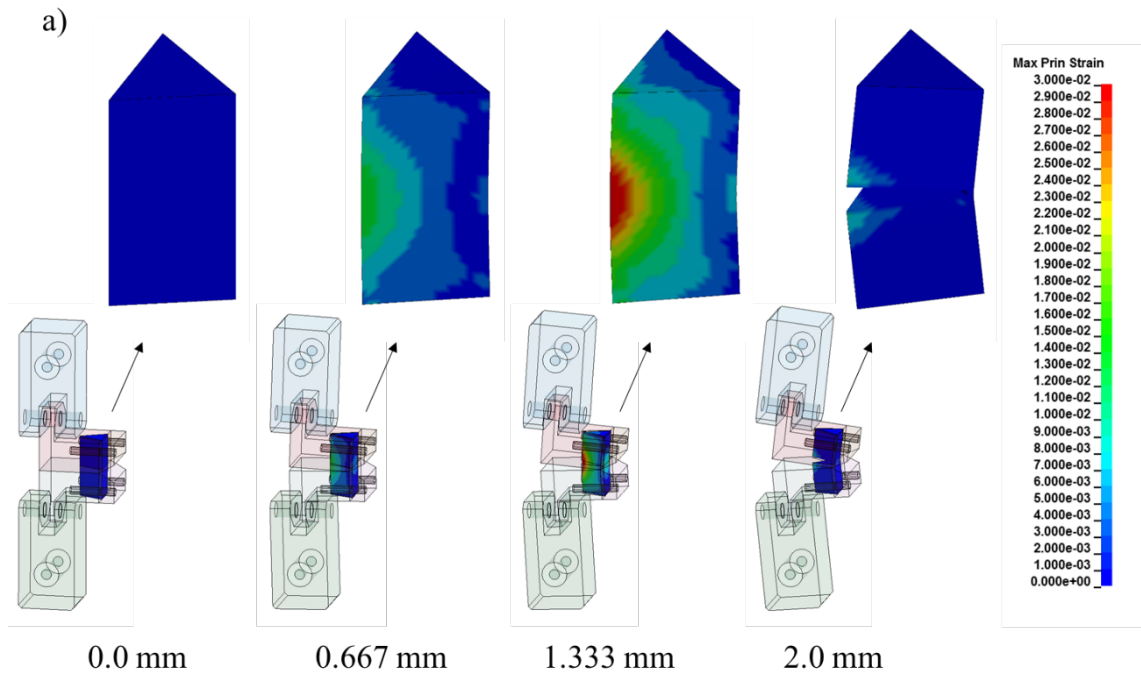 a)
Max Prin Strain
3.000e-02
2.900e-02
2.800e-02
2.700e-02
2.600e-02
2.500e-02
2.400e-02
2.300e-02
2.200e-02
2.100e-02
2.000e-02
1.900e-02
1.800e-02
1.700e-02
1.600e-02
1.500e-02
1.400e-02
1.300e-02
1.200e-02
1.100e-02
1.000e-02
9.000e-03
8.000e-03
7.000e-03
6.000e-03
5.000e-03
4.000e-03
3.000e-03
2.000e-03
1.000e-03
0.000e+00
0.0 mm
0.667 mm
1.333 mm
2.0 mm